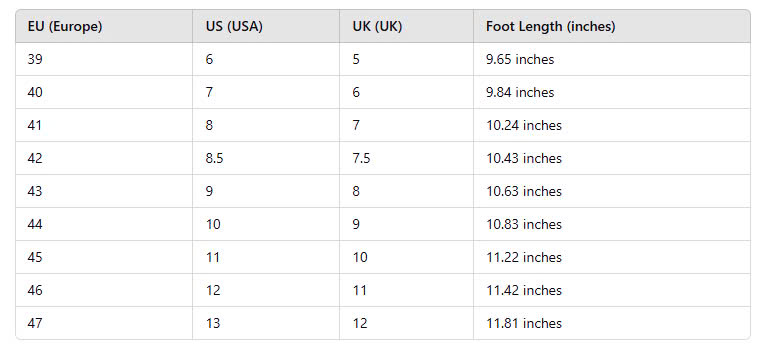 EU (Europe) US (USA) UK (UK) Foot Length (inches)
39 6 5 9.65 inches
40 7 6 9.84 inches
41 8 7 10.24 inches
42 8.5 7.5 10.43 inches
43 9 8 10.63 inches
44 10 9 10.83 inches
45 11 10 11.22 inches
46 12 11 11.42 inches
47 13 12 11.81 inches